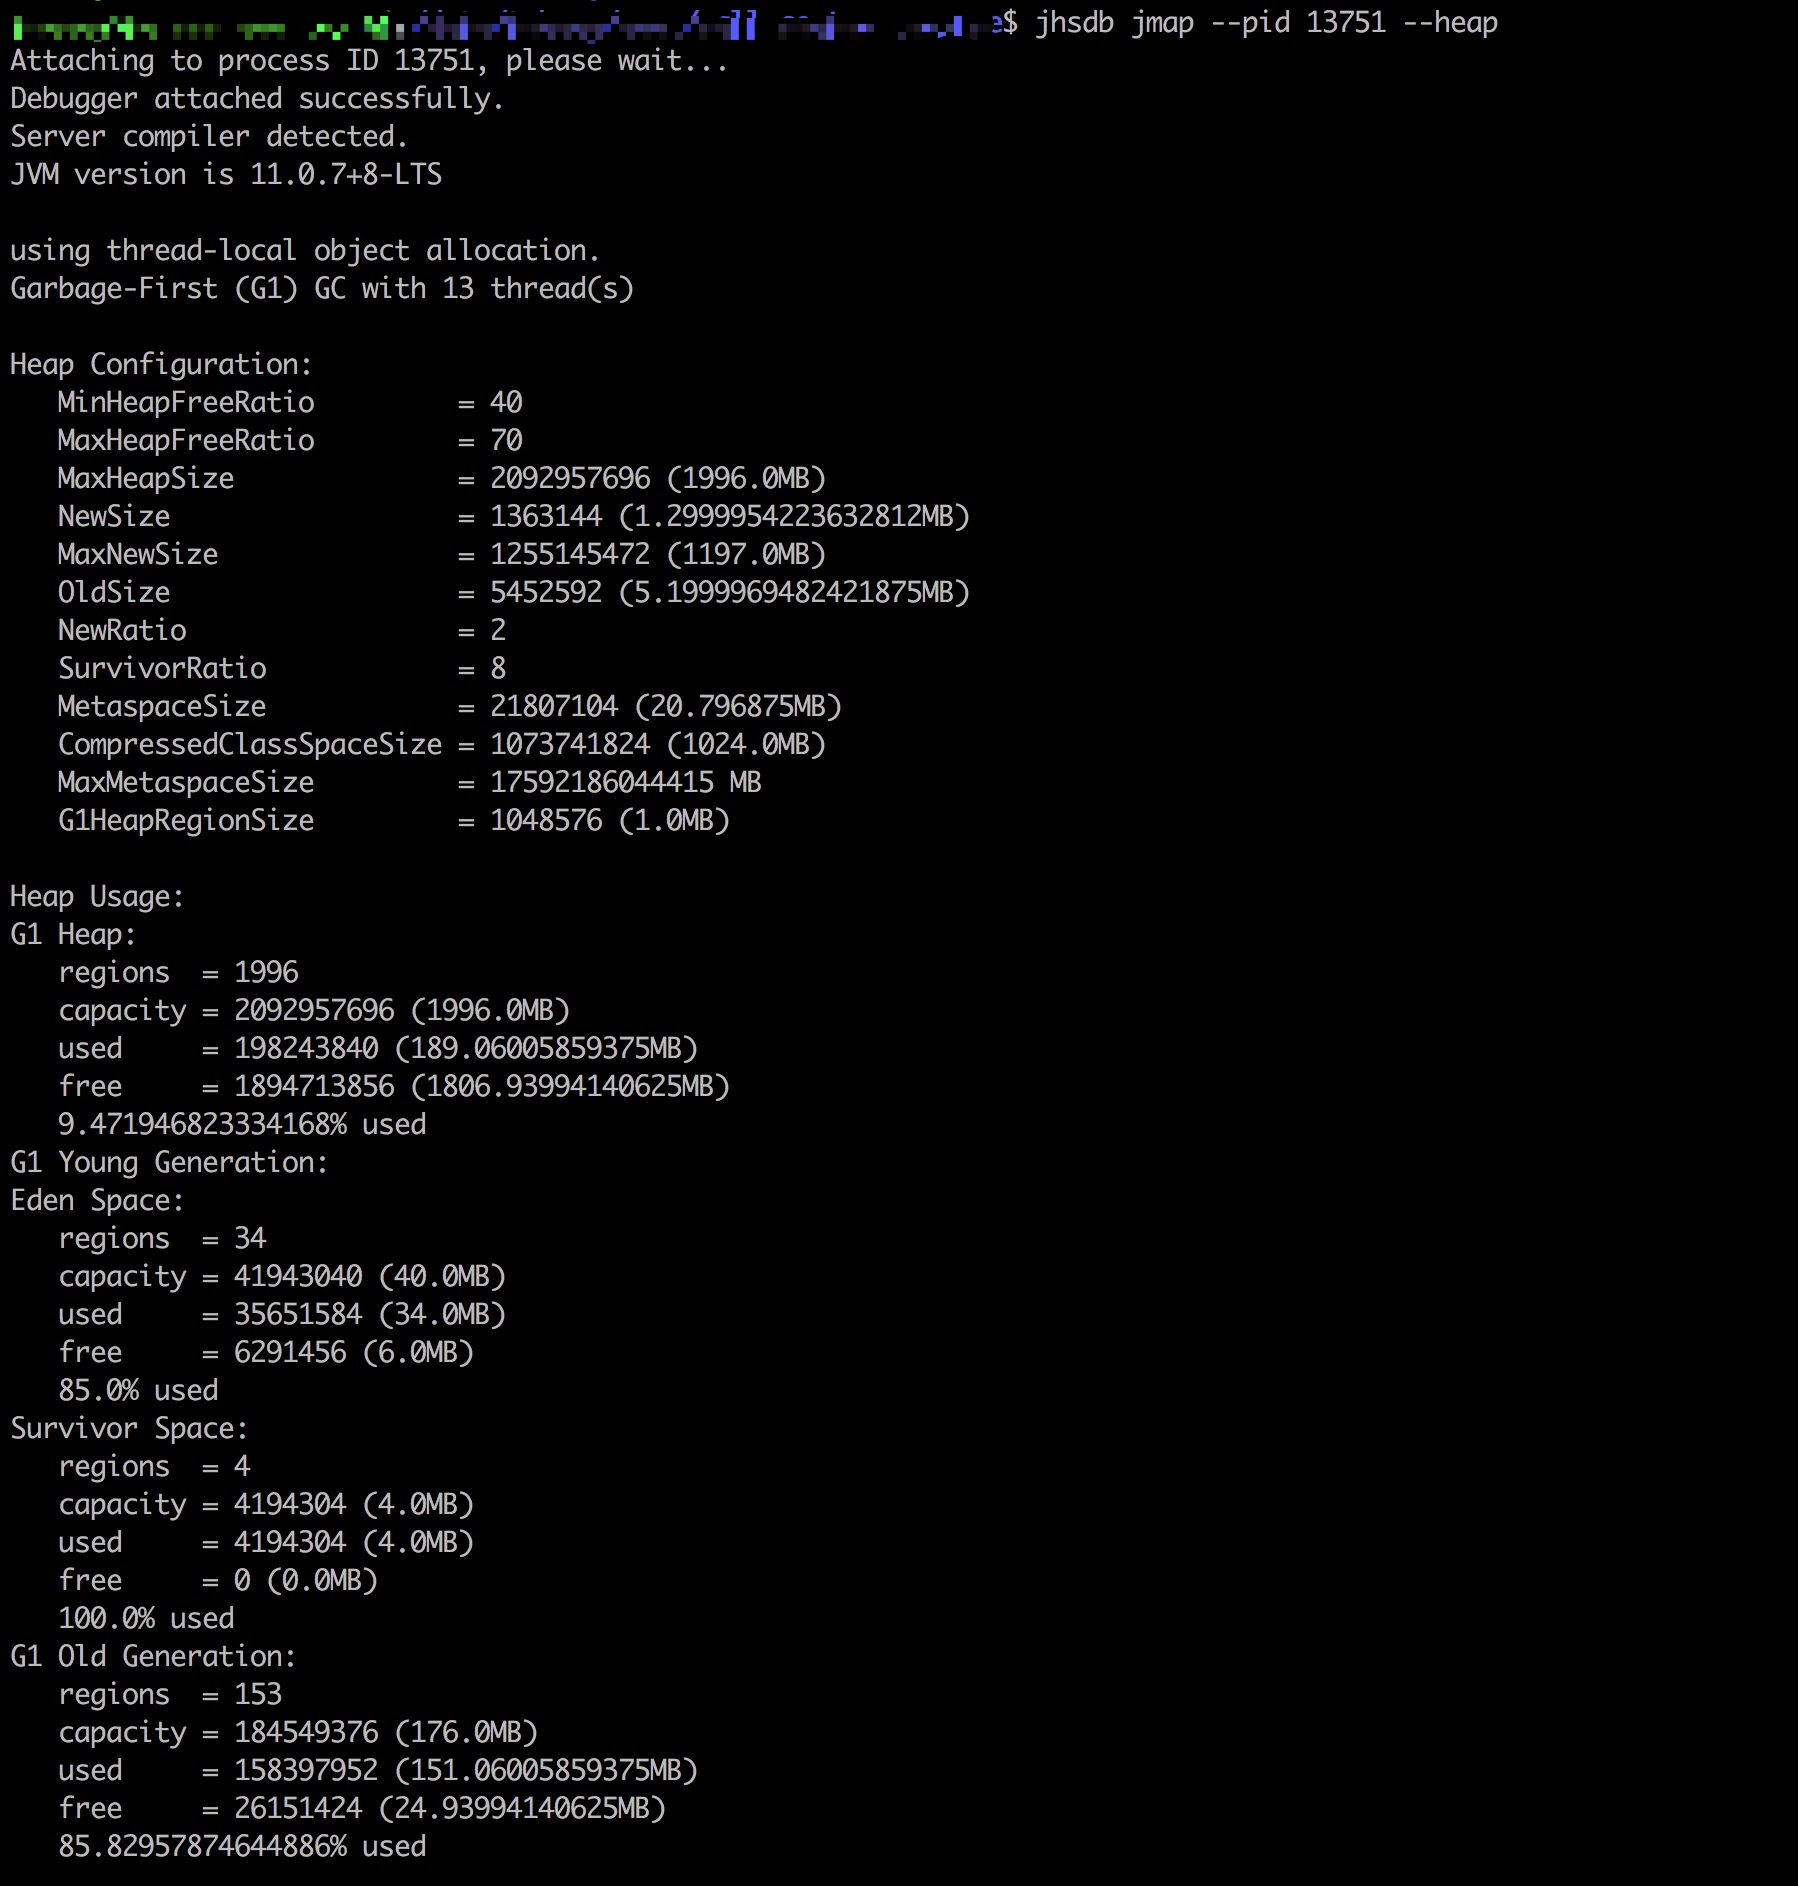 $ jhsdb jmap --pid 13751 --heap
Attaching to process ID 13751, please wait...
Debugger attached successfully.
Server compiler detected.
JVM version is 11.0.7+8-LTS
using thread-local object allocation.
Garbage-First (G1) GC with 13 thread(s)
Heap Configuration:
MinHeapFreeRatio = 40
MaxHeapFreeRatio = 70
MaxHeapSize = 2092957696 (1996.0MB)
NewSize = 1363144 (1.2999954223632812MB)
MaxNewSize = 1255145472 (1197.0MB)
OldSize = 5452592 (5.1999969482421875MB)
NewRatio = 2
SurvivorRatio = 8
MetaspaceSize = 21807104 (20.796875MB)
CompressedClassSpaceSize = 1073741824 (1024.0MB)
MaxMetaspaceSize = 17592186044415 MB
G1HeapRegionSize = 1048576 (1.0MB)
Heap Usage:
G1 Heap:
regions = 1996
capacity = 2092957696 (1996.0MB)
used = 198243840 (189.06005859375MB)
free = 1894713856 (1806.93994140625MB)
9.471946823334168% used
G1 Young Generation:
Eden Space:
regions = 34
capacity = 41943040 (40.0MB)
used = 35651584 (34.0MB)
free = 6291456 (6.0MB)
85.0% used
Survivor Space:
regions = 4
capacity = 4194304 (4.0MB)
used = 4194304 (4.0MB)
free = 0 (0.0MB)
100.0% used
G1 Old Generation:
regions = 153
capacity = 184549376 (176.0MB)
used = 158397952 (151.06005859375MB)
free = 26151424 (24.93994140625MB)
85.82957874644886% used